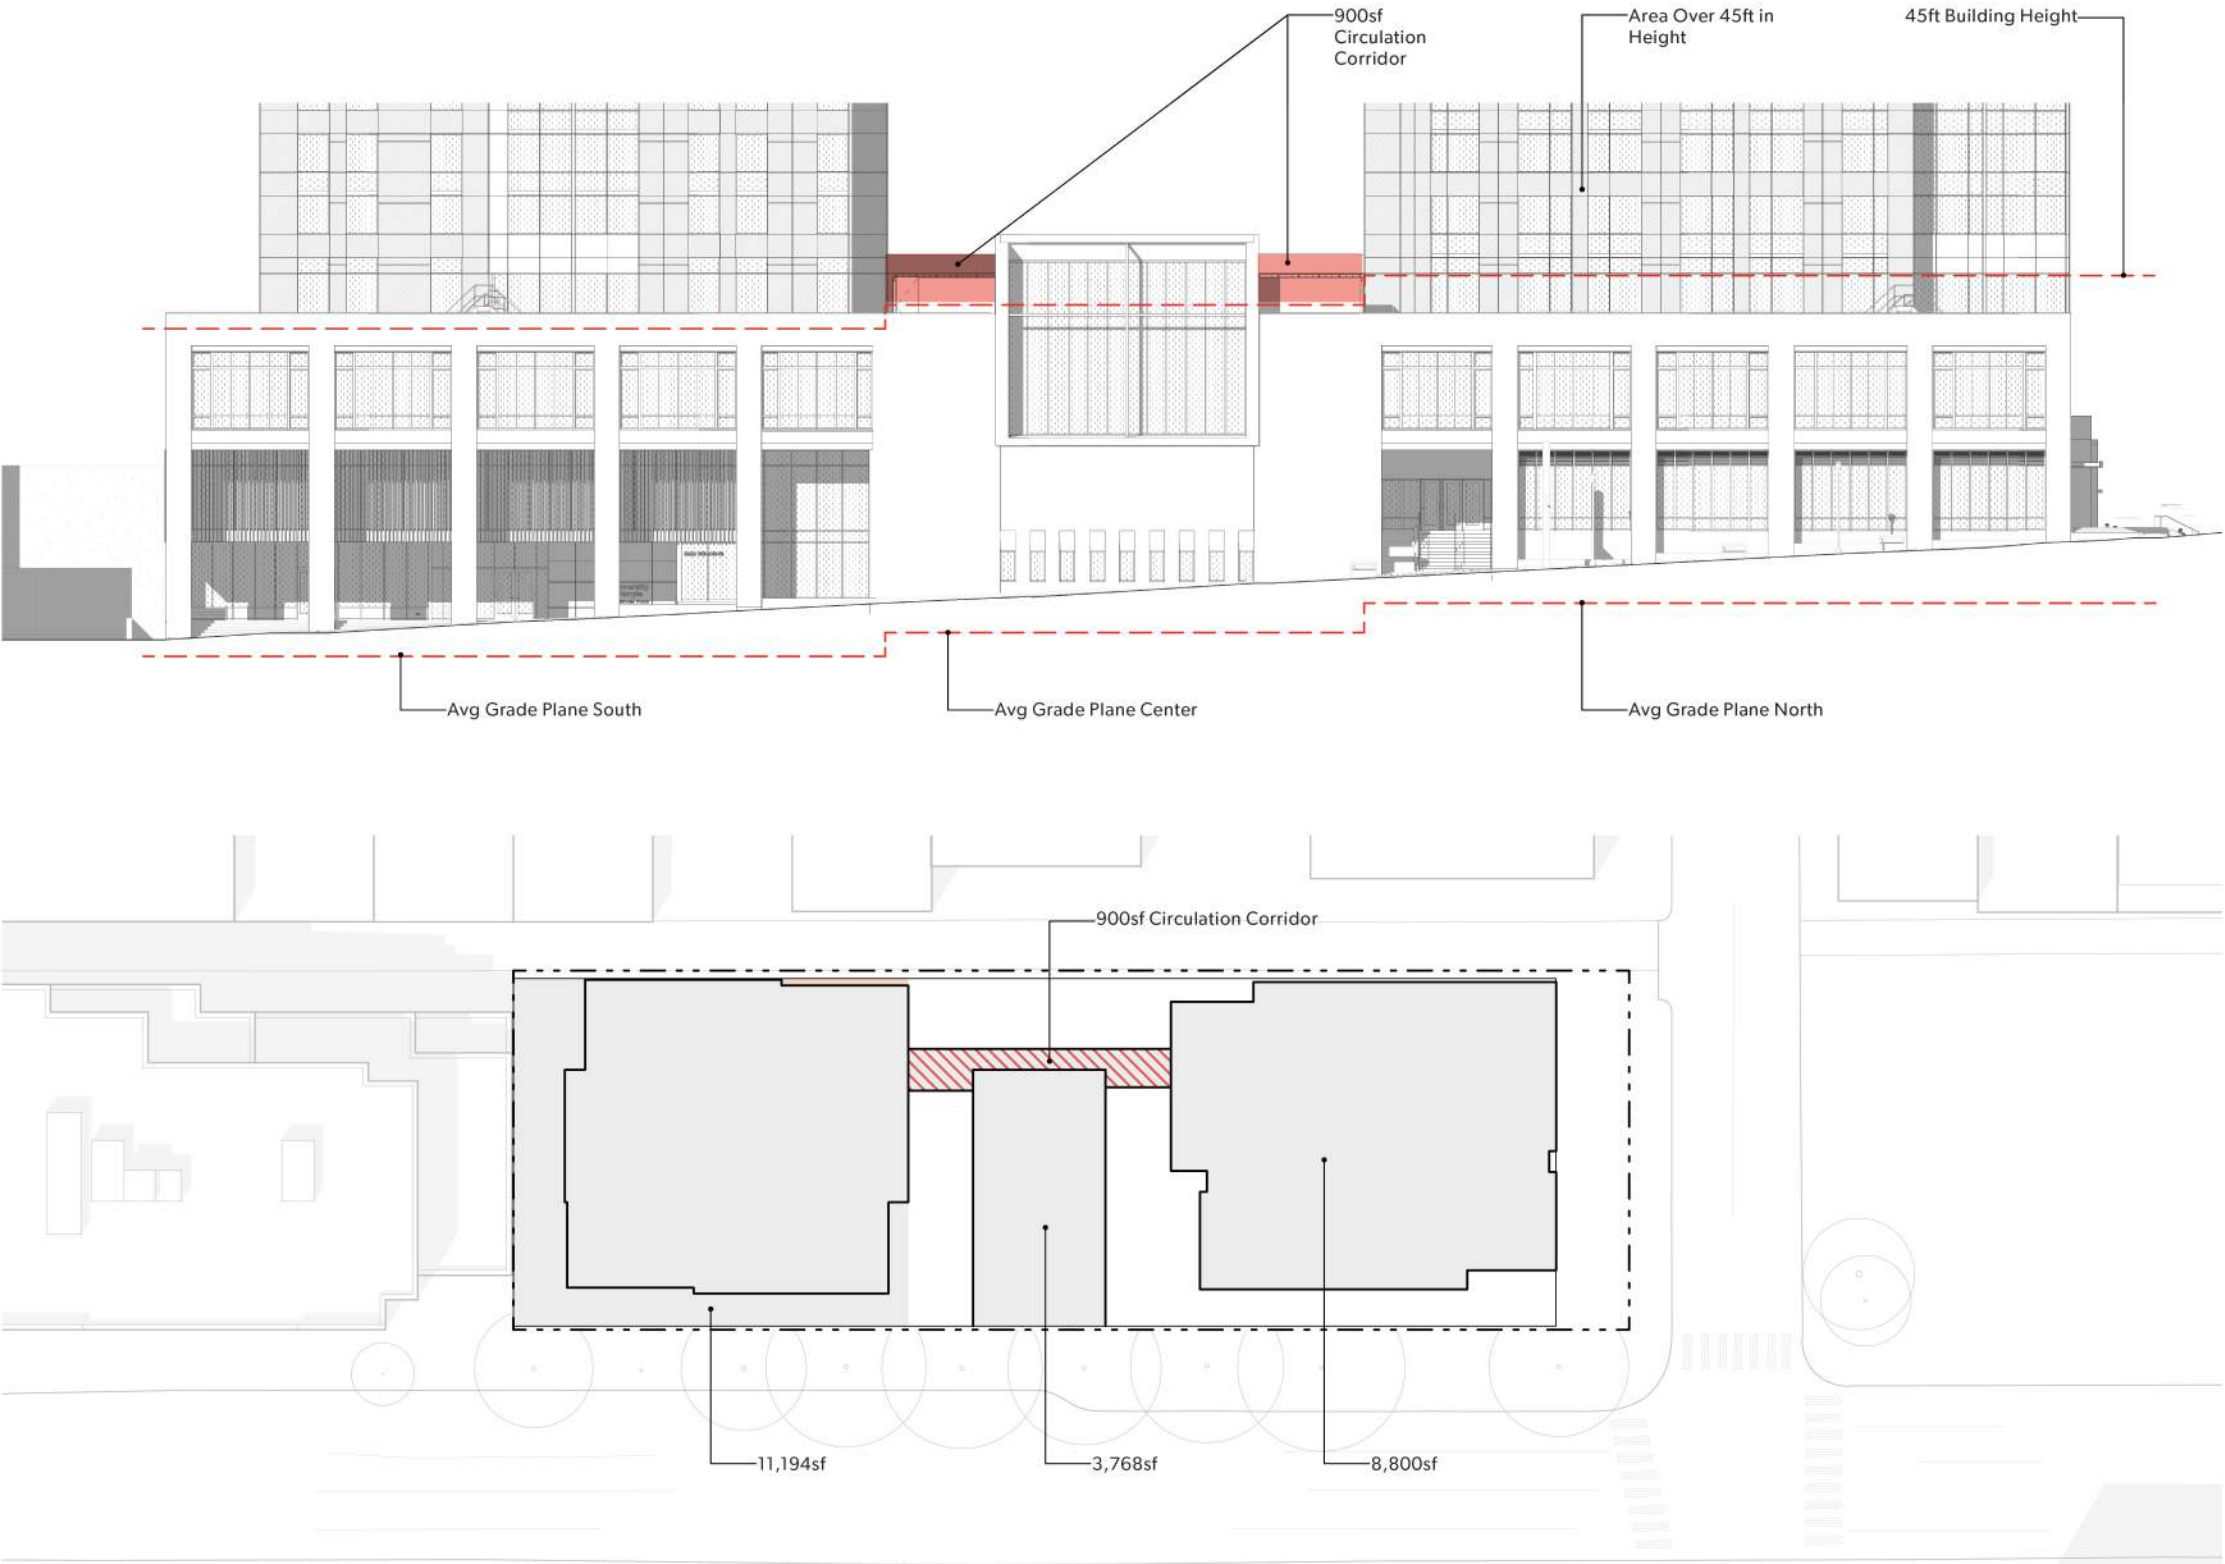 900sf
Circulation
Corridor
Area Over 45ft in
Height
45ft Building Height
Avg Grade Plane South
Avg Grade Plane Center
Avg Grade Plane North
900sf Circulation Corridor
11,194sf
3,768sf
8,800sf